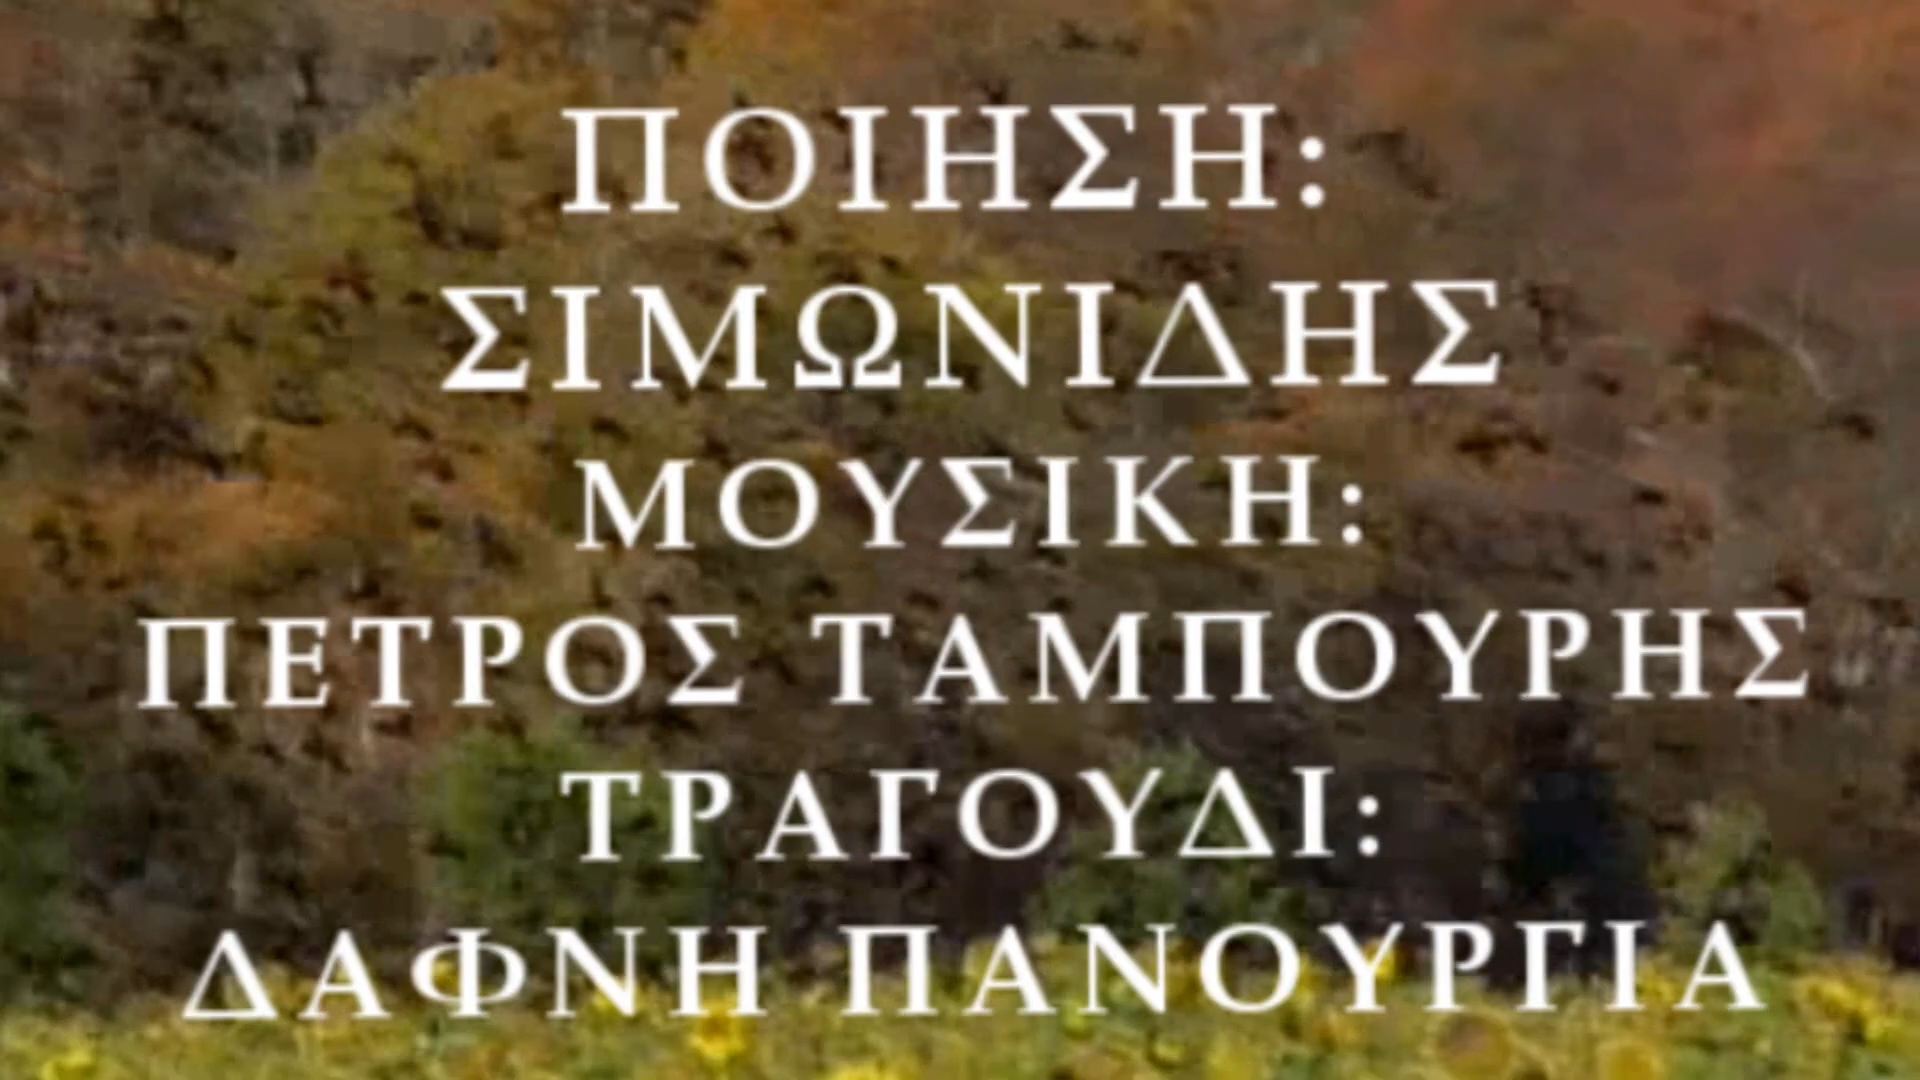 ΠΟΙΗΣΗ:
ΣΙΜΩΝΙΔΗΣ
ΜΟΥΣΙΚΗ:
ΠΕΤΡΟΣ ΤΑΜΠΟΥΡΗΣ
ΤΡΑΓΟΥΔΙ:
ΔΑΦΝΗ ΠΑΝΟΥΡΓΙΑ